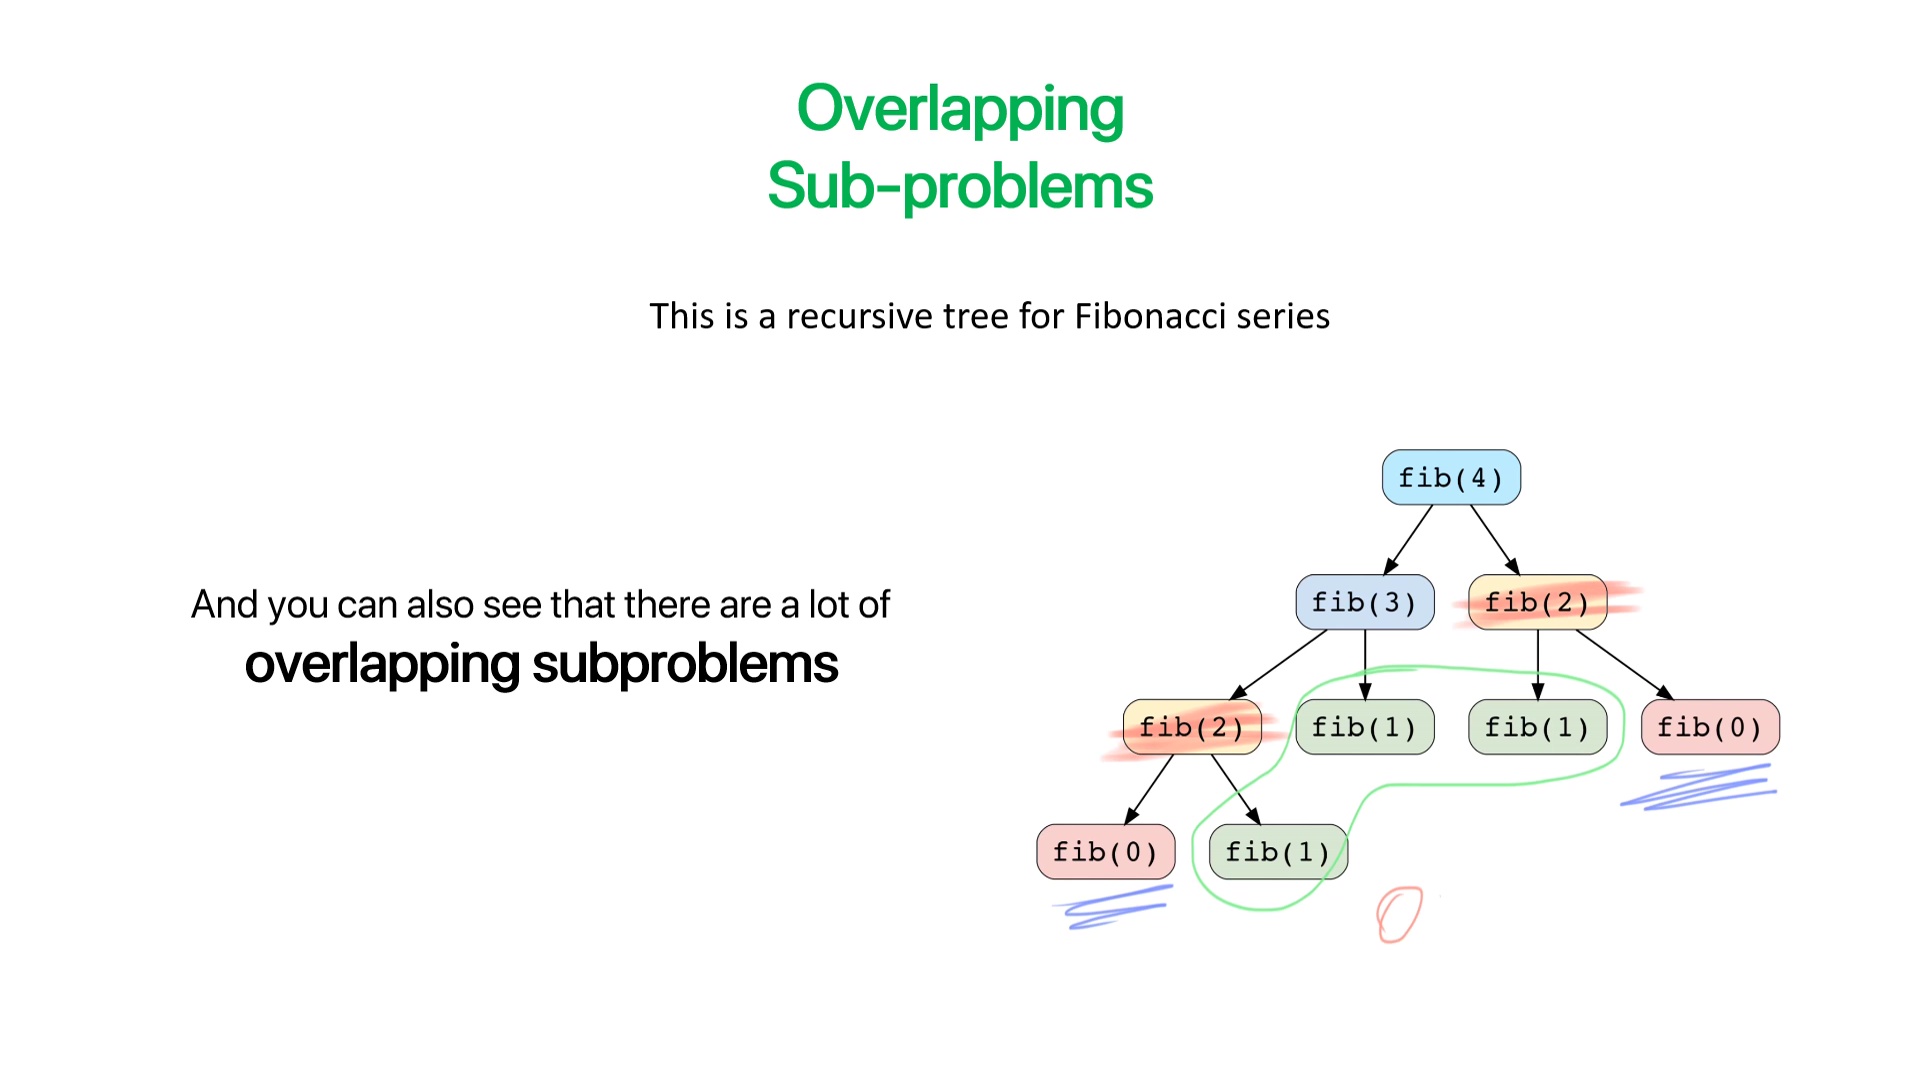 Overlapping
Sub-problems
This is a recursive tree for Fibonacci series
And you can also see that there are a lot of
overlapping subproblems
fib(4)
fib(3) fib(2)
fib(2) fib(1) fib(1) fib(0)
fib(0) fib(1)